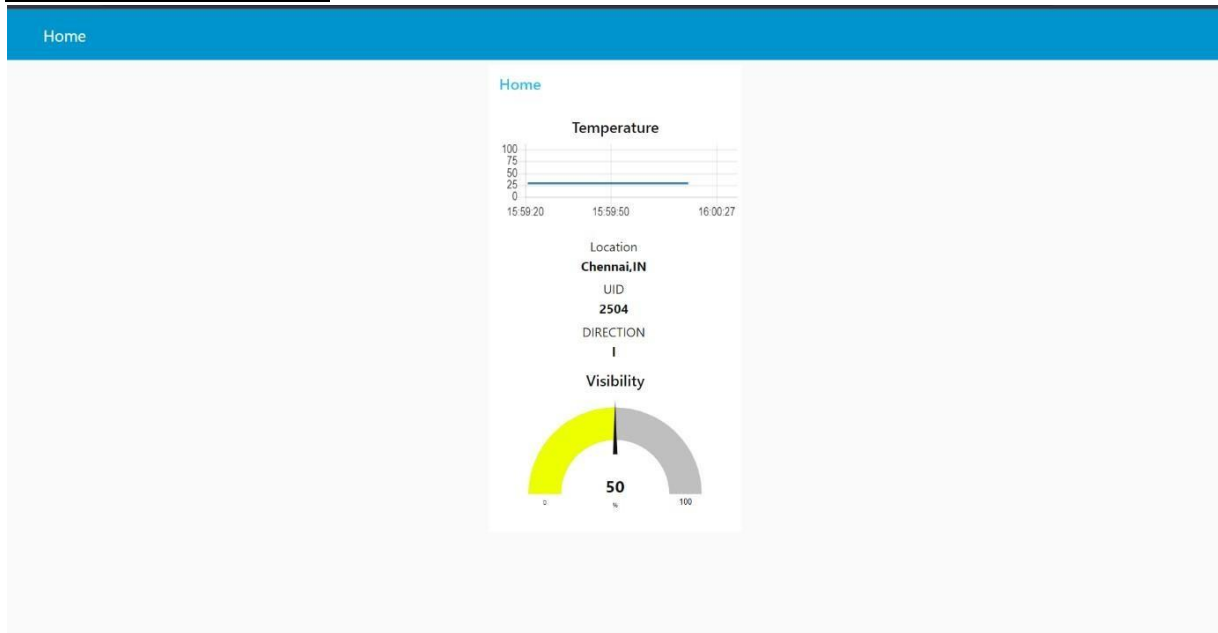 Home
Home
Temperature
100
75
50
25
0
15:59:20 15:59:50 16:00:27
Location
Chennai,IN
UID
2504
DIRECTION
I
Visibility
50
0 % 100